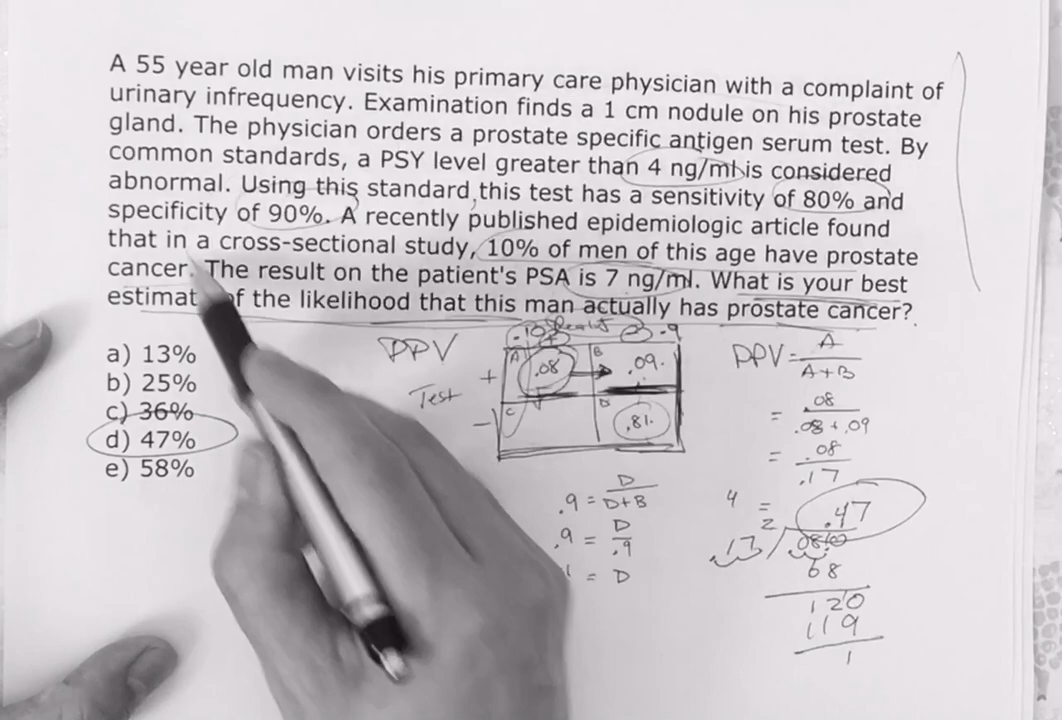 A 55 year old man visits his primary care physician with a complaint of
urinary infrequency. Examination finds a 1 cm nodule on his prostate
gland. The physician orders a prostate specific antigen serum test. By
common standards, a PSY level greater than 4 ng/ml is considered
abnormal. Using this standard this test has a sensitivity of 80% and
specificity of 90%. A recently published epidemiologic article found
that in a cross-sectional study, 10% of men of this age have prostate
cancer. The result on the patient's PSA is 7 ng/ml. What is your best
estimat of the likelihood that this man actually has prostate cancer?
a) 13%
b) 25%
c) 36%
d) 47%
e) 58%
PPV
.10 .9
Test
+ A .08 B .09
- C D .81
.9 = D
D+B
.9 = D
.9
= D
PPV = A
A+B
= .08
.08 + .09
= .08
.17
= .47
4
2
.17 .08
68
120
119
1